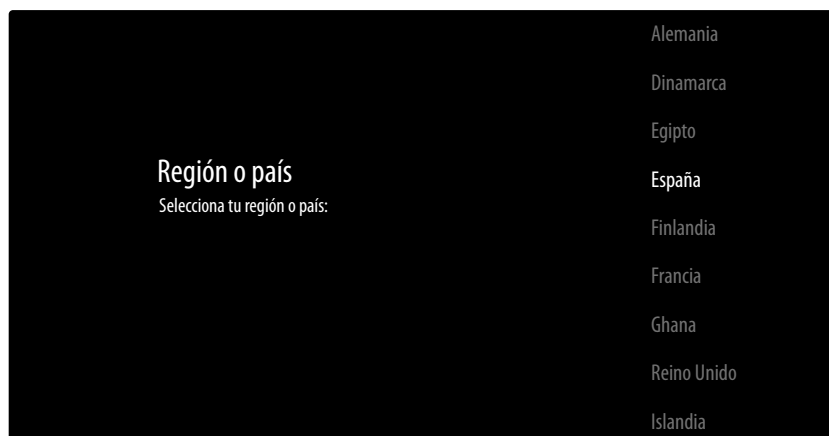 Región o país
Selecciona tu región o país:
Alemania
Dinamarca
Egipto
España
Finlandia
Francia
Ghana
Reino Unido
Islandia